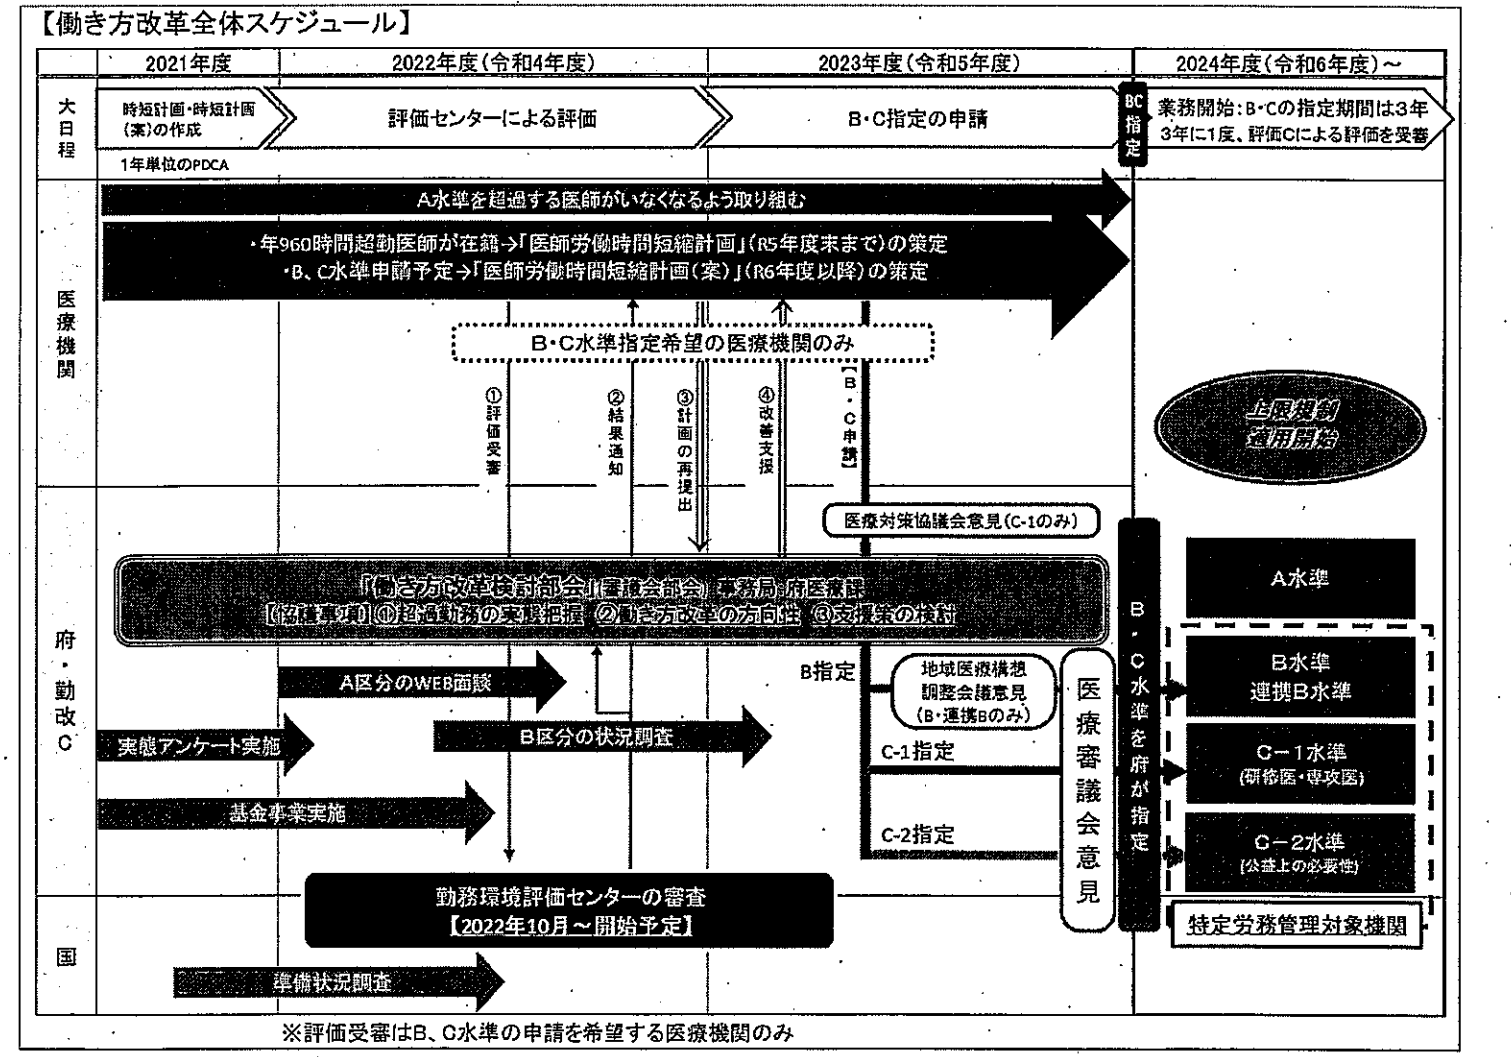 【働き方改革全体スケジュール】
2021年度
2022年度(令和4年度)
2023年度(令和5年度)
2024年度(令和6年度)～
大日程
時短計画・時短計画
(案)の作成
1年単位のPDCA
評価センターによる評価
B・C指定の申請
BC指定
業務開始:B・Cの指定期間は3年
3年に1度、評価Cによる評価を受審
医療機関
A水準を超過する医師がいなくなるよう取り組む
・年960時間超勤医師が在籍→「医師労働時間短縮計画」(R5年度末まで)の策定
・B、C水準申請予定→「医師労働時間短縮計画(案)」(R6年度以降)の策定
B・C水準指定希望の医療機関のみ
①評価受審
②結果通知
③計画の再提出
④改善支援
【B・C申請】
上限規制
適用開始
府・勤改C
医療対策協議会意見(C-1のみ)
「働き方改革検討部会」(審議会部会) 事務局:府医療課
【協議事項】①超過勤務の実態把握 ②働き方改革の方向性 ③支援策の検討
A区分のWEB面談
B区分の状況調査
実態アンケート実施
基金事業実施
B指定
地域医療構想
調整会議意見
(B・連携Bのみ)
C-1指定
C-2指定
医療審議会意見
B・C水準を府が指定
A水準
B水準
連携B水準
C－1水準
(研修医・専攻医)
C－2水準
(公益上の必要性)
特定労務管理対象機関
国
勤務環境評価センターの審査
【2022年10月～開始予定】
準備状況調査
※評価受審はB、C水準の申請を希望する医療機関のみ